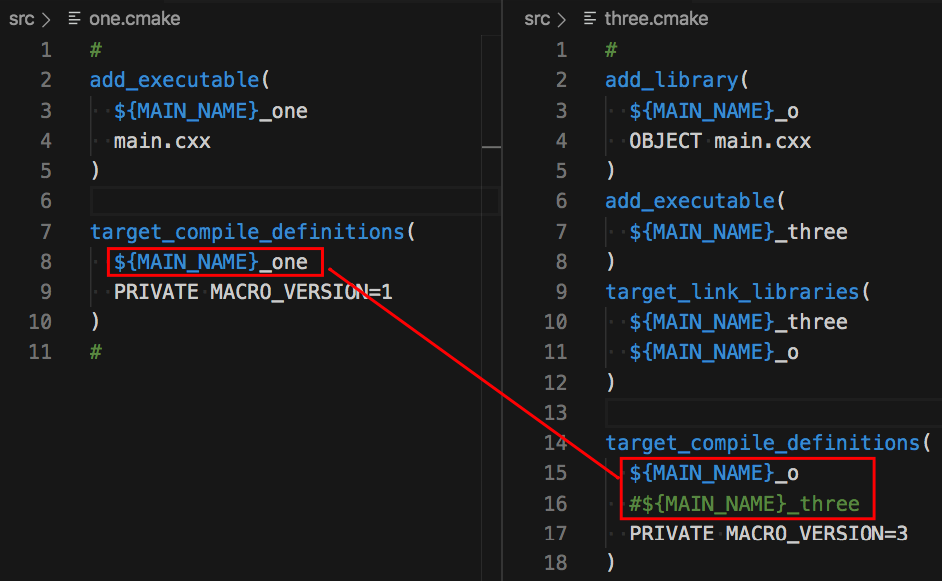 src > one.cmake
1 #
2 add_executable(
3 ${MAIN_NAME}_one
4 main.cxx
5 )
6
7 target_compile_definitions(
8 ${MAIN_NAME}_one
9 PRIVATE MACRO_VERSION=1
10 )
11 #
src > three.cmake
1 #
2 add_library(
3 ${MAIN_NAME}_o
4 OBJECT main.cxx
5 )
6 add_executable(
7 ${MAIN_NAME}_three
8 )
9 target_link_libraries(
10 ${MAIN_NAME}_three
11 ${MAIN_NAME}_o
12 )
13
14 target_compile_definitions(
15 ${MAIN_NAME}_o
16 #${MAIN_NAME}_three
17 PRIVATE MACRO_VERSION=3
18 )